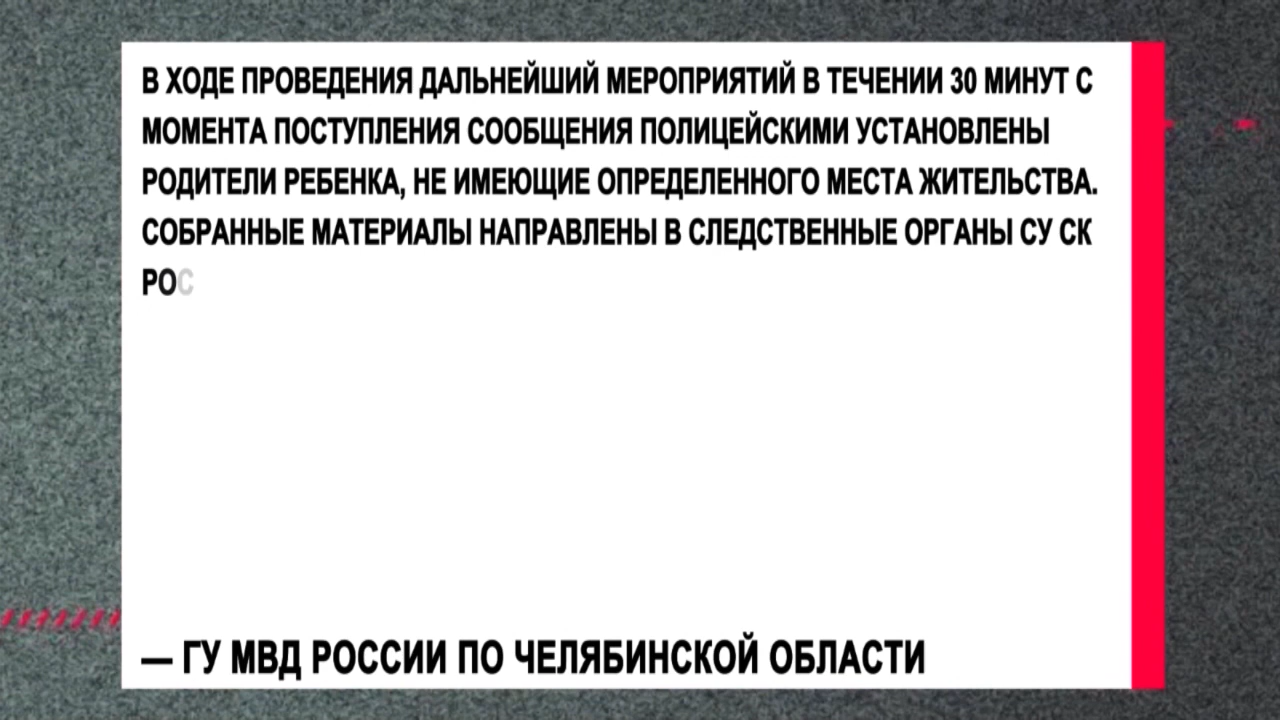 В ХОДЕ ПРОВЕДЕНИЯ ДАЛЬНЕЙШИЙ МЕРОПРИЯТИЙ В ТЕЧЕНИИ 30 МИНУТ С
МОМЕНТА ПОСТУПЛЕНИЯ СООБЩЕНИЯ ПОЛИЦЕЙСКИМИ УСТАНОВЛЕНЫ
РОДИТЕЛИ РЕБЕНКА, НЕ ИМЕЮЩИЕ ОПРЕДЕЛЕННОГО МЕСТА ЖИТЕЛЬСТВА.
СОБРАННЫЕ МАТЕРИАЛЫ НАПРАВЛЕНЫ В СЛЕДСТВЕННЫЕ ОРГАНЫ СУ СК
РОС
— ГУ МВД РОССИИ ПО ЧЕЛЯБИНСКОЙ ОБЛАСТИ